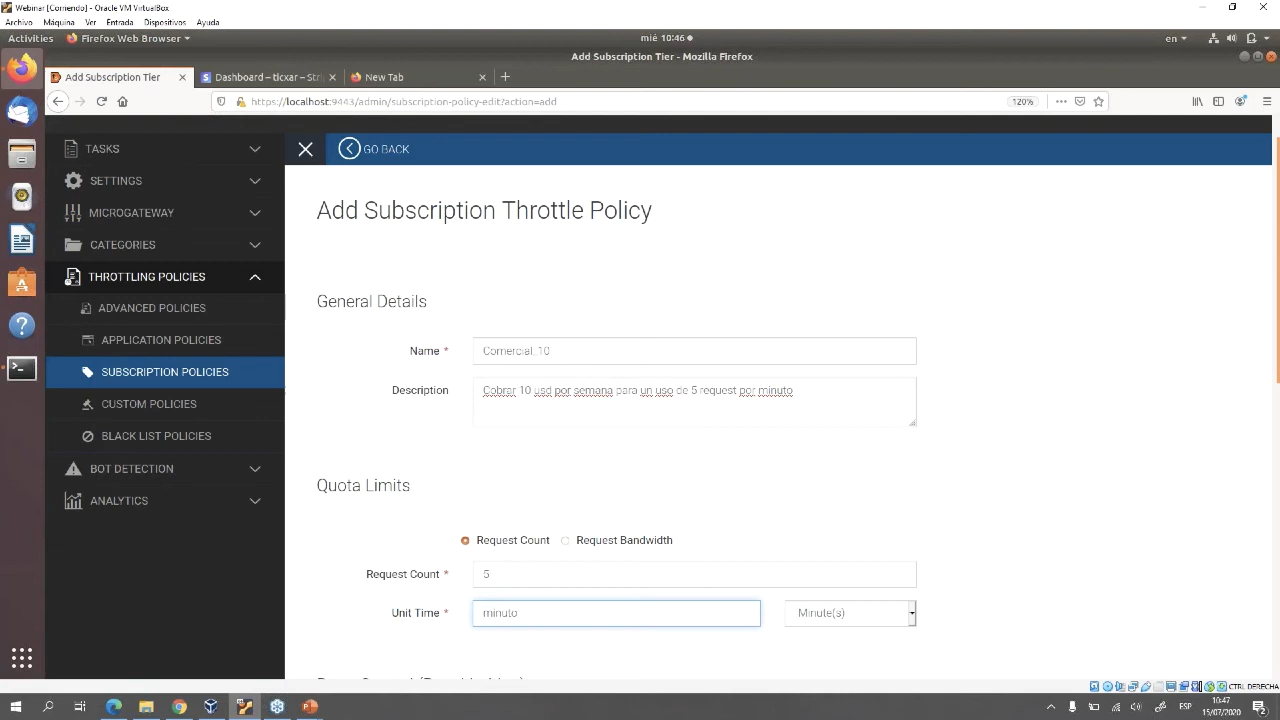 Webinar [Corriendo] - Oracle VM VirtualBox
Archivo Máquina Ver Entrada Dispositivos Ayuda
Activities Firefox Web Browser mié 10:46 en
Add Subscription Tier - Mozilla Firefox
Add Subscription Tier Dashboard – ticxar – Stri New Tab
https://localhost:9443/admin/subscription-policy-edit?action=add 120%
TASKS
SETTINGS
MICROGATEWAY
CATEGORIES
THROTTLING POLICIES
ADVANCED POLICIES
APPLICATION POLICIES
SUBSCRIPTION POLICIES
CUSTOM POLICIES
BLACK LIST POLICIES
BOT DETECTION
ANALYTICS
GO BACK
Add Subscription Throttle Policy
General Details
Name * Comercial_10
Description Cobrar 10 usd por semana para un uso de 5 request por minuto
Quota Limits
Request Count Request Bandwidth
Request Count * 5
Unit Time * minuto Minute(s)
CTRL DERECHA
ESP 10:47
15/07/2020 2